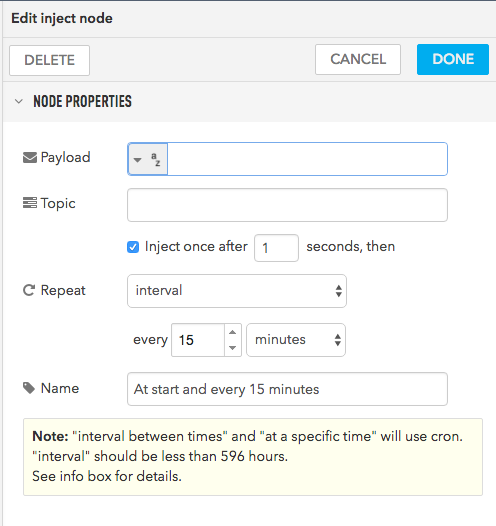 Edit inject node
DELETE CANCEL DONE
NODE PROPERTIES
Payload a z
Topic
Inject once after 1 seconds, then
Repeat interval
every 15 minutes
Name At start and every 15 minutes
Note: "interval between times" and "at a specific time" will use cron.
"interval" should be less than 596 hours.
See info box for details.